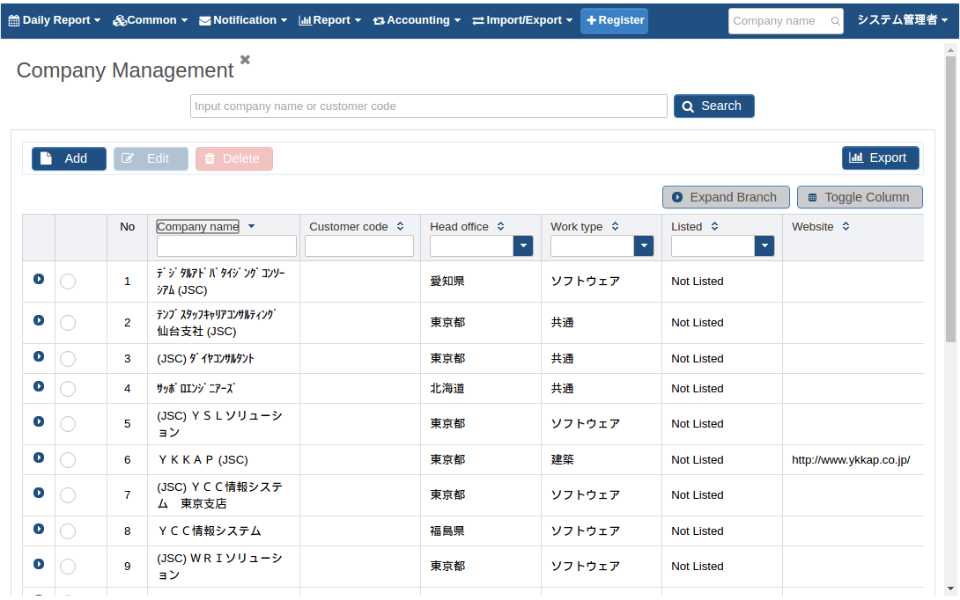 Daily Report Common Notification Report Accounting Import/Export Register Company name システム管理者
Company Management
Input company name or customer code Search
Add Edit Delete Export
Expand Branch Toggle Column
No Company name Customer code Head office Work type Listed Website
1 ﾃﾞｼﾞﾀﾙｱﾄﾞﾊﾞﾀｲｼﾞﾝｸﾞｺﾝｿｰ 愛知県 ソフトウェア Not Listed
ｼｱﾑ (JSC)
2 ﾃﾝﾌﾟｽﾀｯﾌｷｬﾘｱｺﾝｻﾙﾃｨﾝｸﾞ 東京都 共通 Not Listed
仙台支社 (JSC)
3 (JSC) ﾀﾞｲﾔｺﾝｻﾙﾀﾝﾄ 東京都 共通 Not Listed
4 ｻｯﾎﾟﾛｴﾝｼﾞﾆｱｰｽﾞ 北海道 共通 Not Listed
5 (JSC) ＹＳＬソリューシ 東京都 ソフトウェア Not Listed
ョン
6 ＹＫＫＡＰ (JSC) 東京都 建築 Not Listed http://www.ykkap.co.jp/
7 (JSC) ＹＣＣ情報システ 東京都 ソフトウェア Not Listed
ム　東京支店
8 ＹＣＣ情報システム 福島県 ソフトウェア Not Listed
9 (JSC) ＷＲＩソリューシ 東京都 ソフトウェア Not Listed
ョン